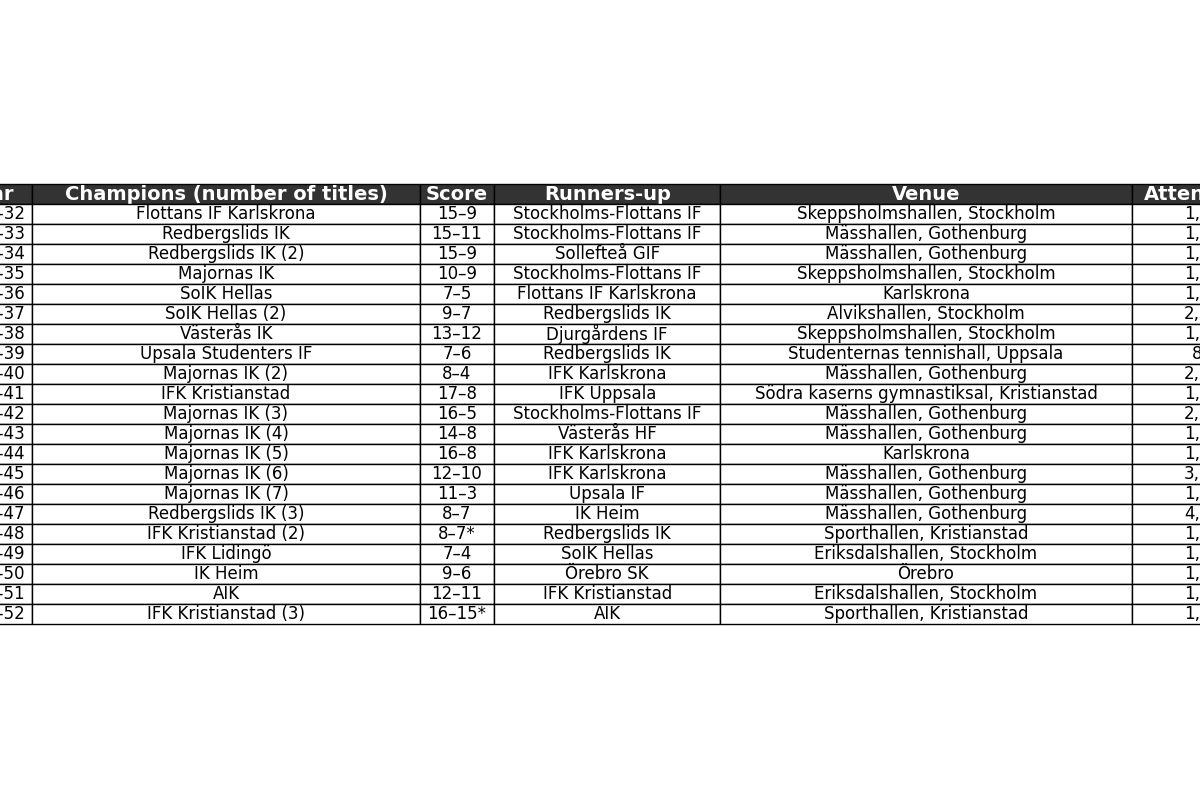 ar Champions (number of titles) Score Runners-up Venue Atten
-32 Flottans IF Karlskrona 15–9 Stockholms-Flottans IF Skeppsholmshallen, Stockholm 1,
-33 Redbergslids IK 15–11 Stockholms-Flottans IF Mässhallen, Gothenburg 1,
-34 Redbergslids IK (2) 15–9 Sollefteå GIF Mässhallen, Gothenburg 1,
-35 Majornas IK 10–9 Stockholms-Flottans IF Skeppsholmshallen, Stockholm 1,
-36 SoIK Hellas 7–5 Flottans IF Karlskrona Karlskrona 1,
-37 SoIK Hellas (2) 9–7 Redbergslids IK Alvikshallen, Stockholm 2,
-38 Västerås IK 13–12 Djurgårdens IF Skeppsholmshallen, Stockholm 1,
-39 Upsala Studenters IF 7–6 Redbergslids IK Studenternas tennishall, Uppsala 8
-40 Majornas IK (2) 8–4 IFK Karlskrona Mässhallen, Gothenburg 2,
-41 IFK Kristianstad 17–8 IFK Uppsala Södra kaserns gymnastiksal, Kristianstad 1,
-42 Majornas IK (3) 16–5 Stockholms-Flottans IF Mässhallen, Gothenburg 2,
-43 Majornas IK (4) 14–8 Västerås HF Mässhallen, Gothenburg 1,
-44 Majornas IK (5) 16–8 IFK Karlskrona Karlskrona 1,
-45 Majornas IK (6) 12–10 IFK Karlskrona Mässhallen, Gothenburg 3,
-46 Majornas IK (7) 11–3 Upsala IF Mässhallen, Gothenburg 1,
-47 Redbergslids IK (3) 8–7 IK Heim Mässhallen, Gothenburg 4,
-48 IFK Kristianstad (2) 8–7* Redbergslids IK Sporthallen, Kristianstad 1,
-49 IFK Lidingö 7–4 SoIK Hellas Eriksdalshallen, Stockholm 1,
-50 IK Heim 9–6 Örebro SK Örebro 1,
-51 AIK 12–11 IFK Kristianstad Eriksdalshallen, Stockholm 1,
-52 IFK Kristianstad (3) 16–15* AIK Sporthallen, Kristianstad 1,